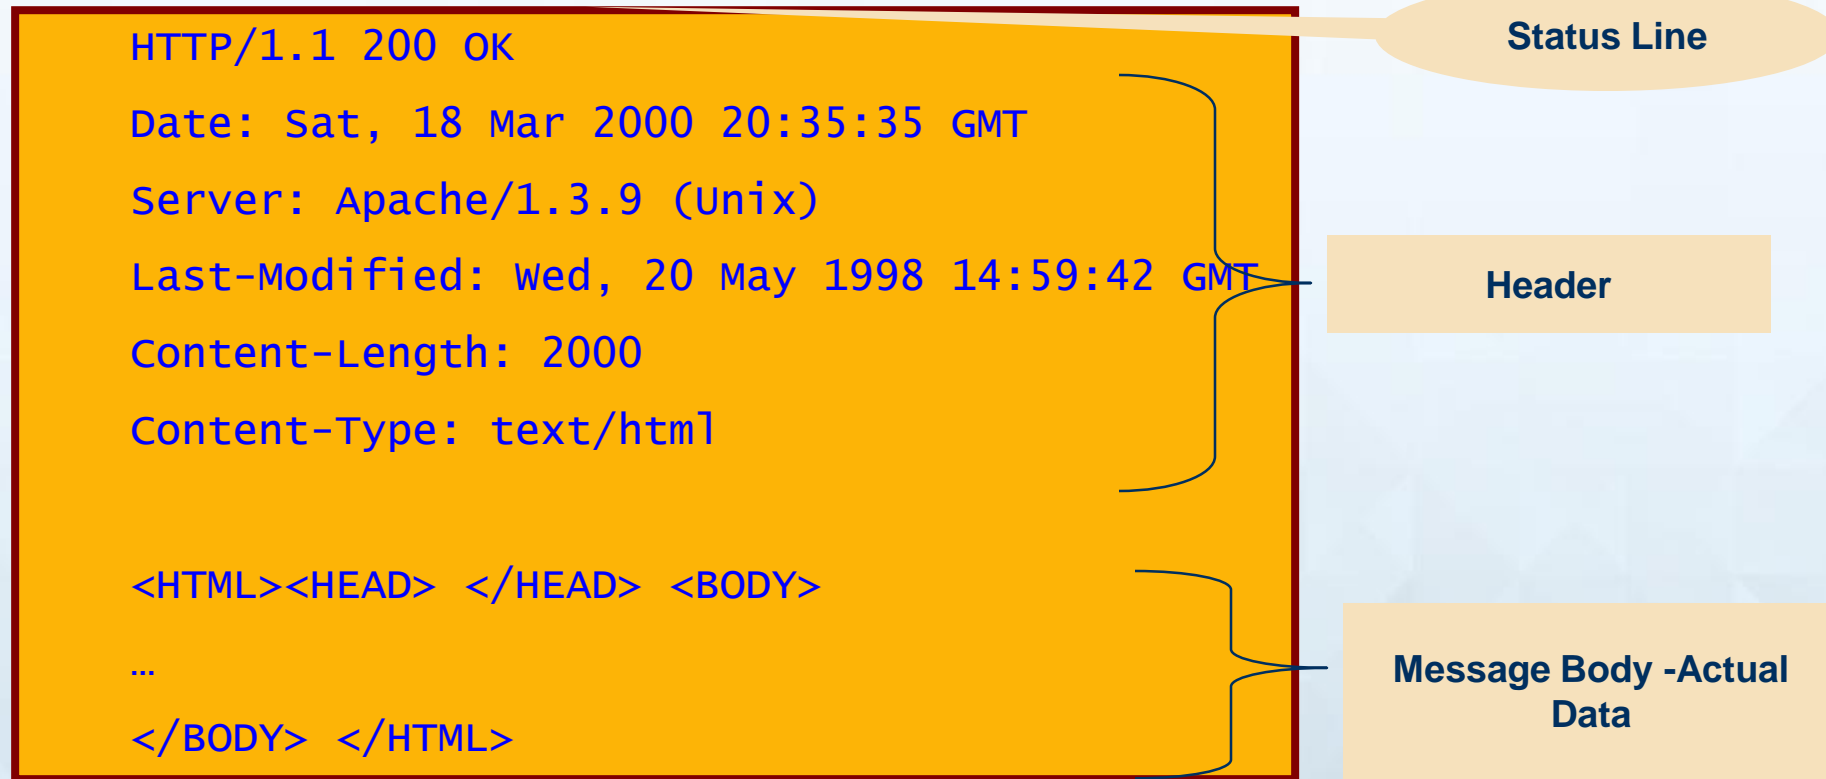 HTTP/1.1 200 OK
Status Line
Date: Sat, 18 Mar 2000 20:35:35 GMT
Server: Apache/1.3.9 (Unix)
Last-Modified: Wed, 20 May 1998 14:59:42 GMT
Header
Content-Length: 2000
Content-Type: text/html
<HTML><HEAD> </HEAD> <BODY>
…
</BODY> </HTML>
Message Body -Actual
Data